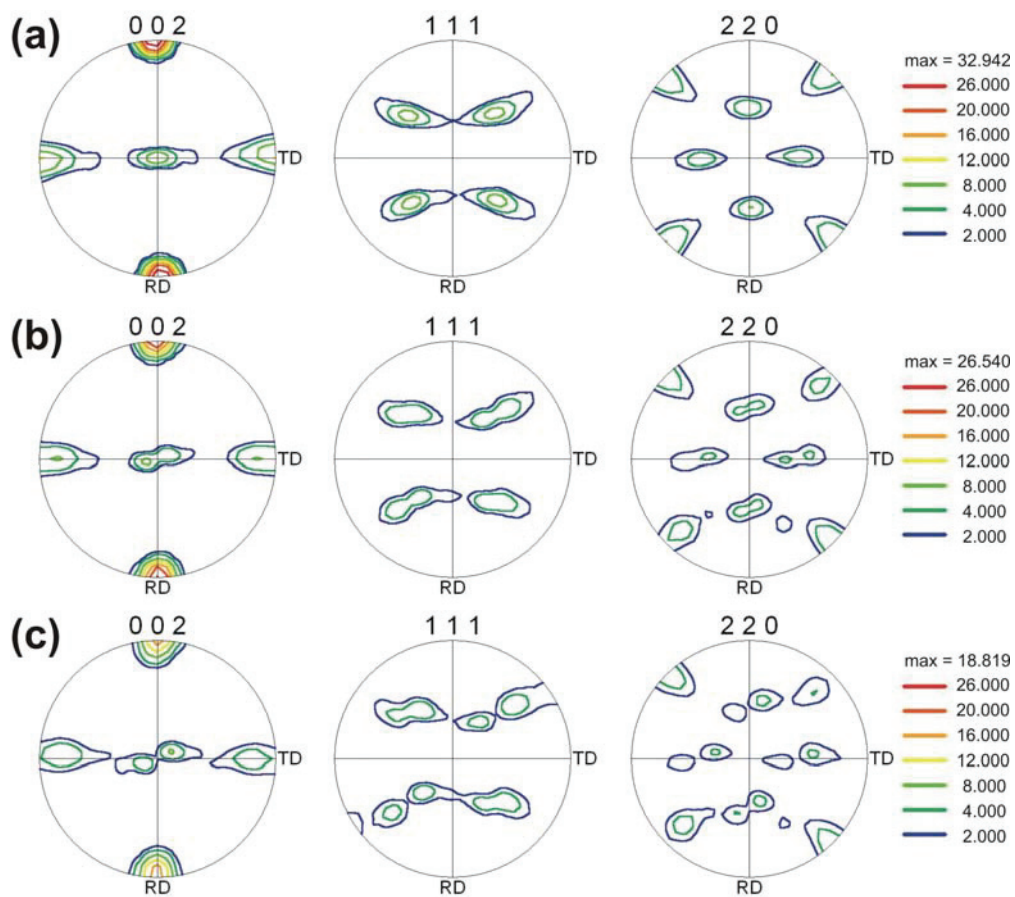 (a)
0 0 2
1 1 1
2 2 0
TD
TD
TD
RD
RD
RD
max = 32.942
26.000
20.000
16.000
12.000
8.000
4.000
2.000
(b)
0 0 2
1 1 1
2 2 0
TD
TD
TD
RD
RD
RD
max = 26.540
26.000
20.000
16.000
12.000
8.000
4.000
2.000
(c)
0 0 2
1 1 1
2 2 0
TD
TD
TD
RD
RD
RD
max = 18.819
26.000
20.000
16.000
12.000
8.000
4.000
2.000